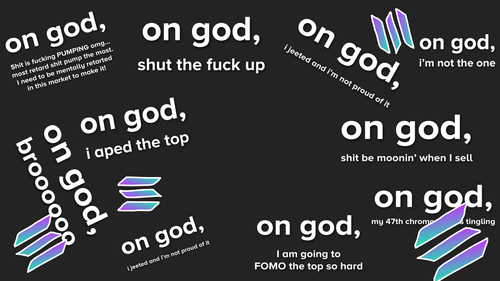 on god,
Shit is fucking PUMPING omg...
most retard shit pump the most.
I need to be mentally retarted
in this market to make it!
on god,
shut the fuck up
on god,
i jeeted and i'm not proud of it
on god,
i'm not the one
on god,
i aped the top
on god,
brooooooo
on god,
shit be moonin' when I sell
on god,
my 47th chromo is tingling
on god,
i jeeted and i'm not proud of it
on god,
I am going to
FOMO the top so hard